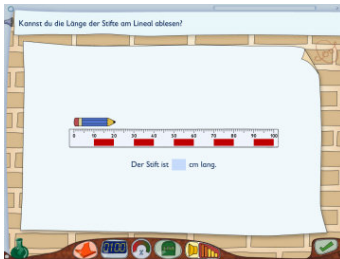 Kannst du die Länge der Stifte am Lineal ablesen?
0 10 20 30 40 50 60 70 80 90 100
Der Stift ist cm lang.